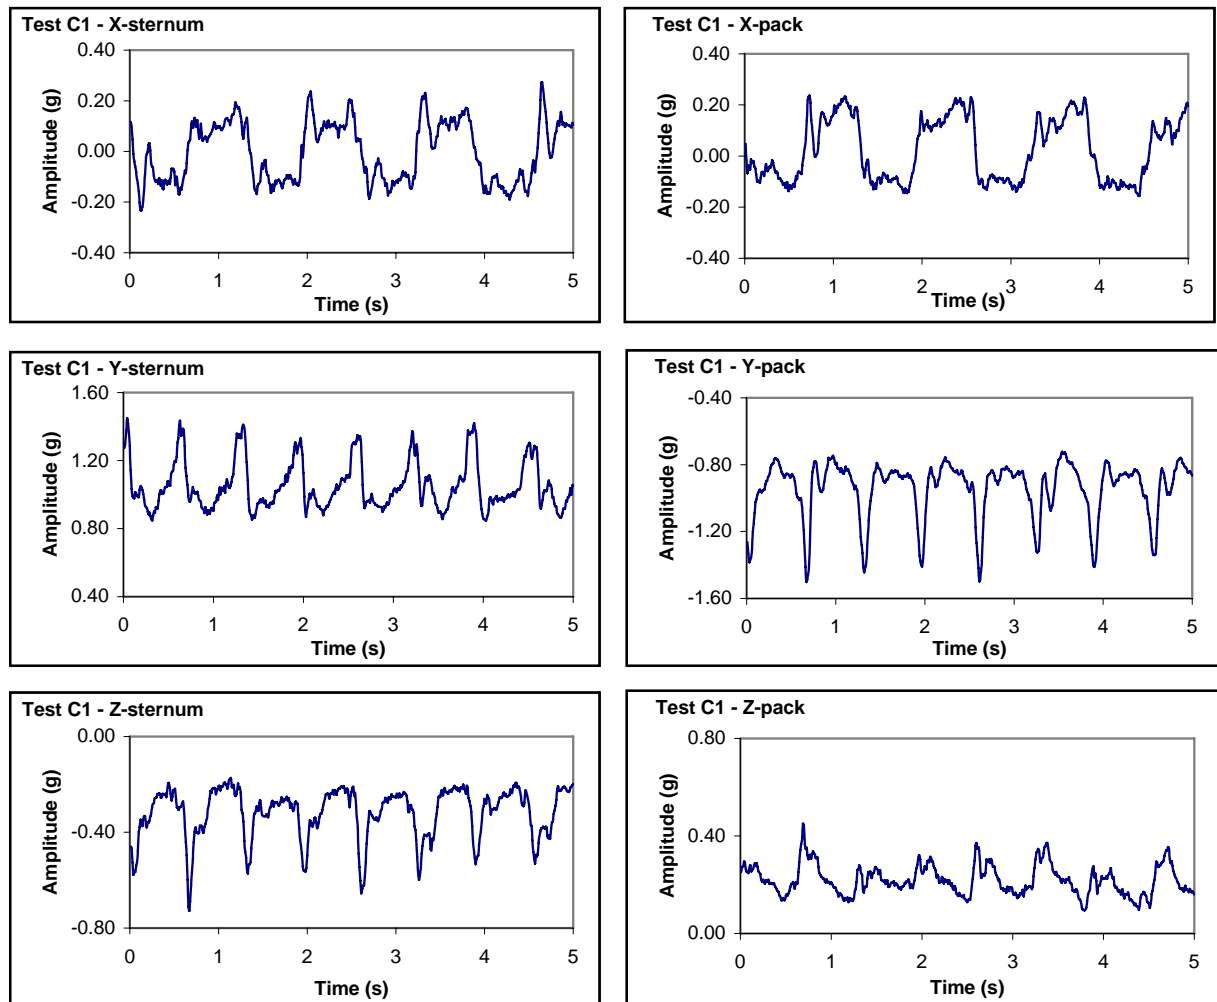 Test C1 - X-sternum
0.40
0.20
0.00
-0.20
-0.40
Amplitude (g)
0 1 2 3 4 5
Time (s)
Test C1 - X-pack
0.40
0.20
0.00
-0.20
-0.40
Amplitude (g)
0 1 2 3 4 5
Time (s)
Test C1 - Y-sternum
1.60
1.20
0.80
0.40
Amplitude (g)
0 1 2 3 4 5
Time (s)
Test C1 - Y-pack
-0.40
-0.80
-1.20
-1.60
Amplitude (g)
0 1 2 3 4 5
Time (s)
Test C1 - Z-sternum
0.00
-0.40
-0.80
Amplitude (g)
0 1 2 3 4 5
Time (s)
Test C1 - Z-pack
0.80
0.40
0.00
Amplitude (g)
0 1 2 3 4 5
Time (s)